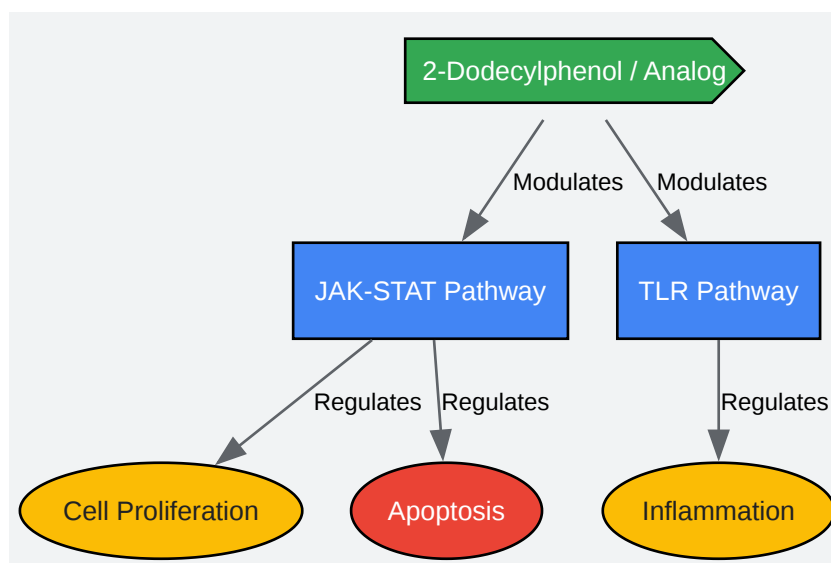 2-Dodecylphenol / Analog
Modulates
Modulates
JAK-STAT Pathway
TLR Pathway
Regulates
Regulates
Regulates
Cell Proliferation
Apoptosis
Inflammation